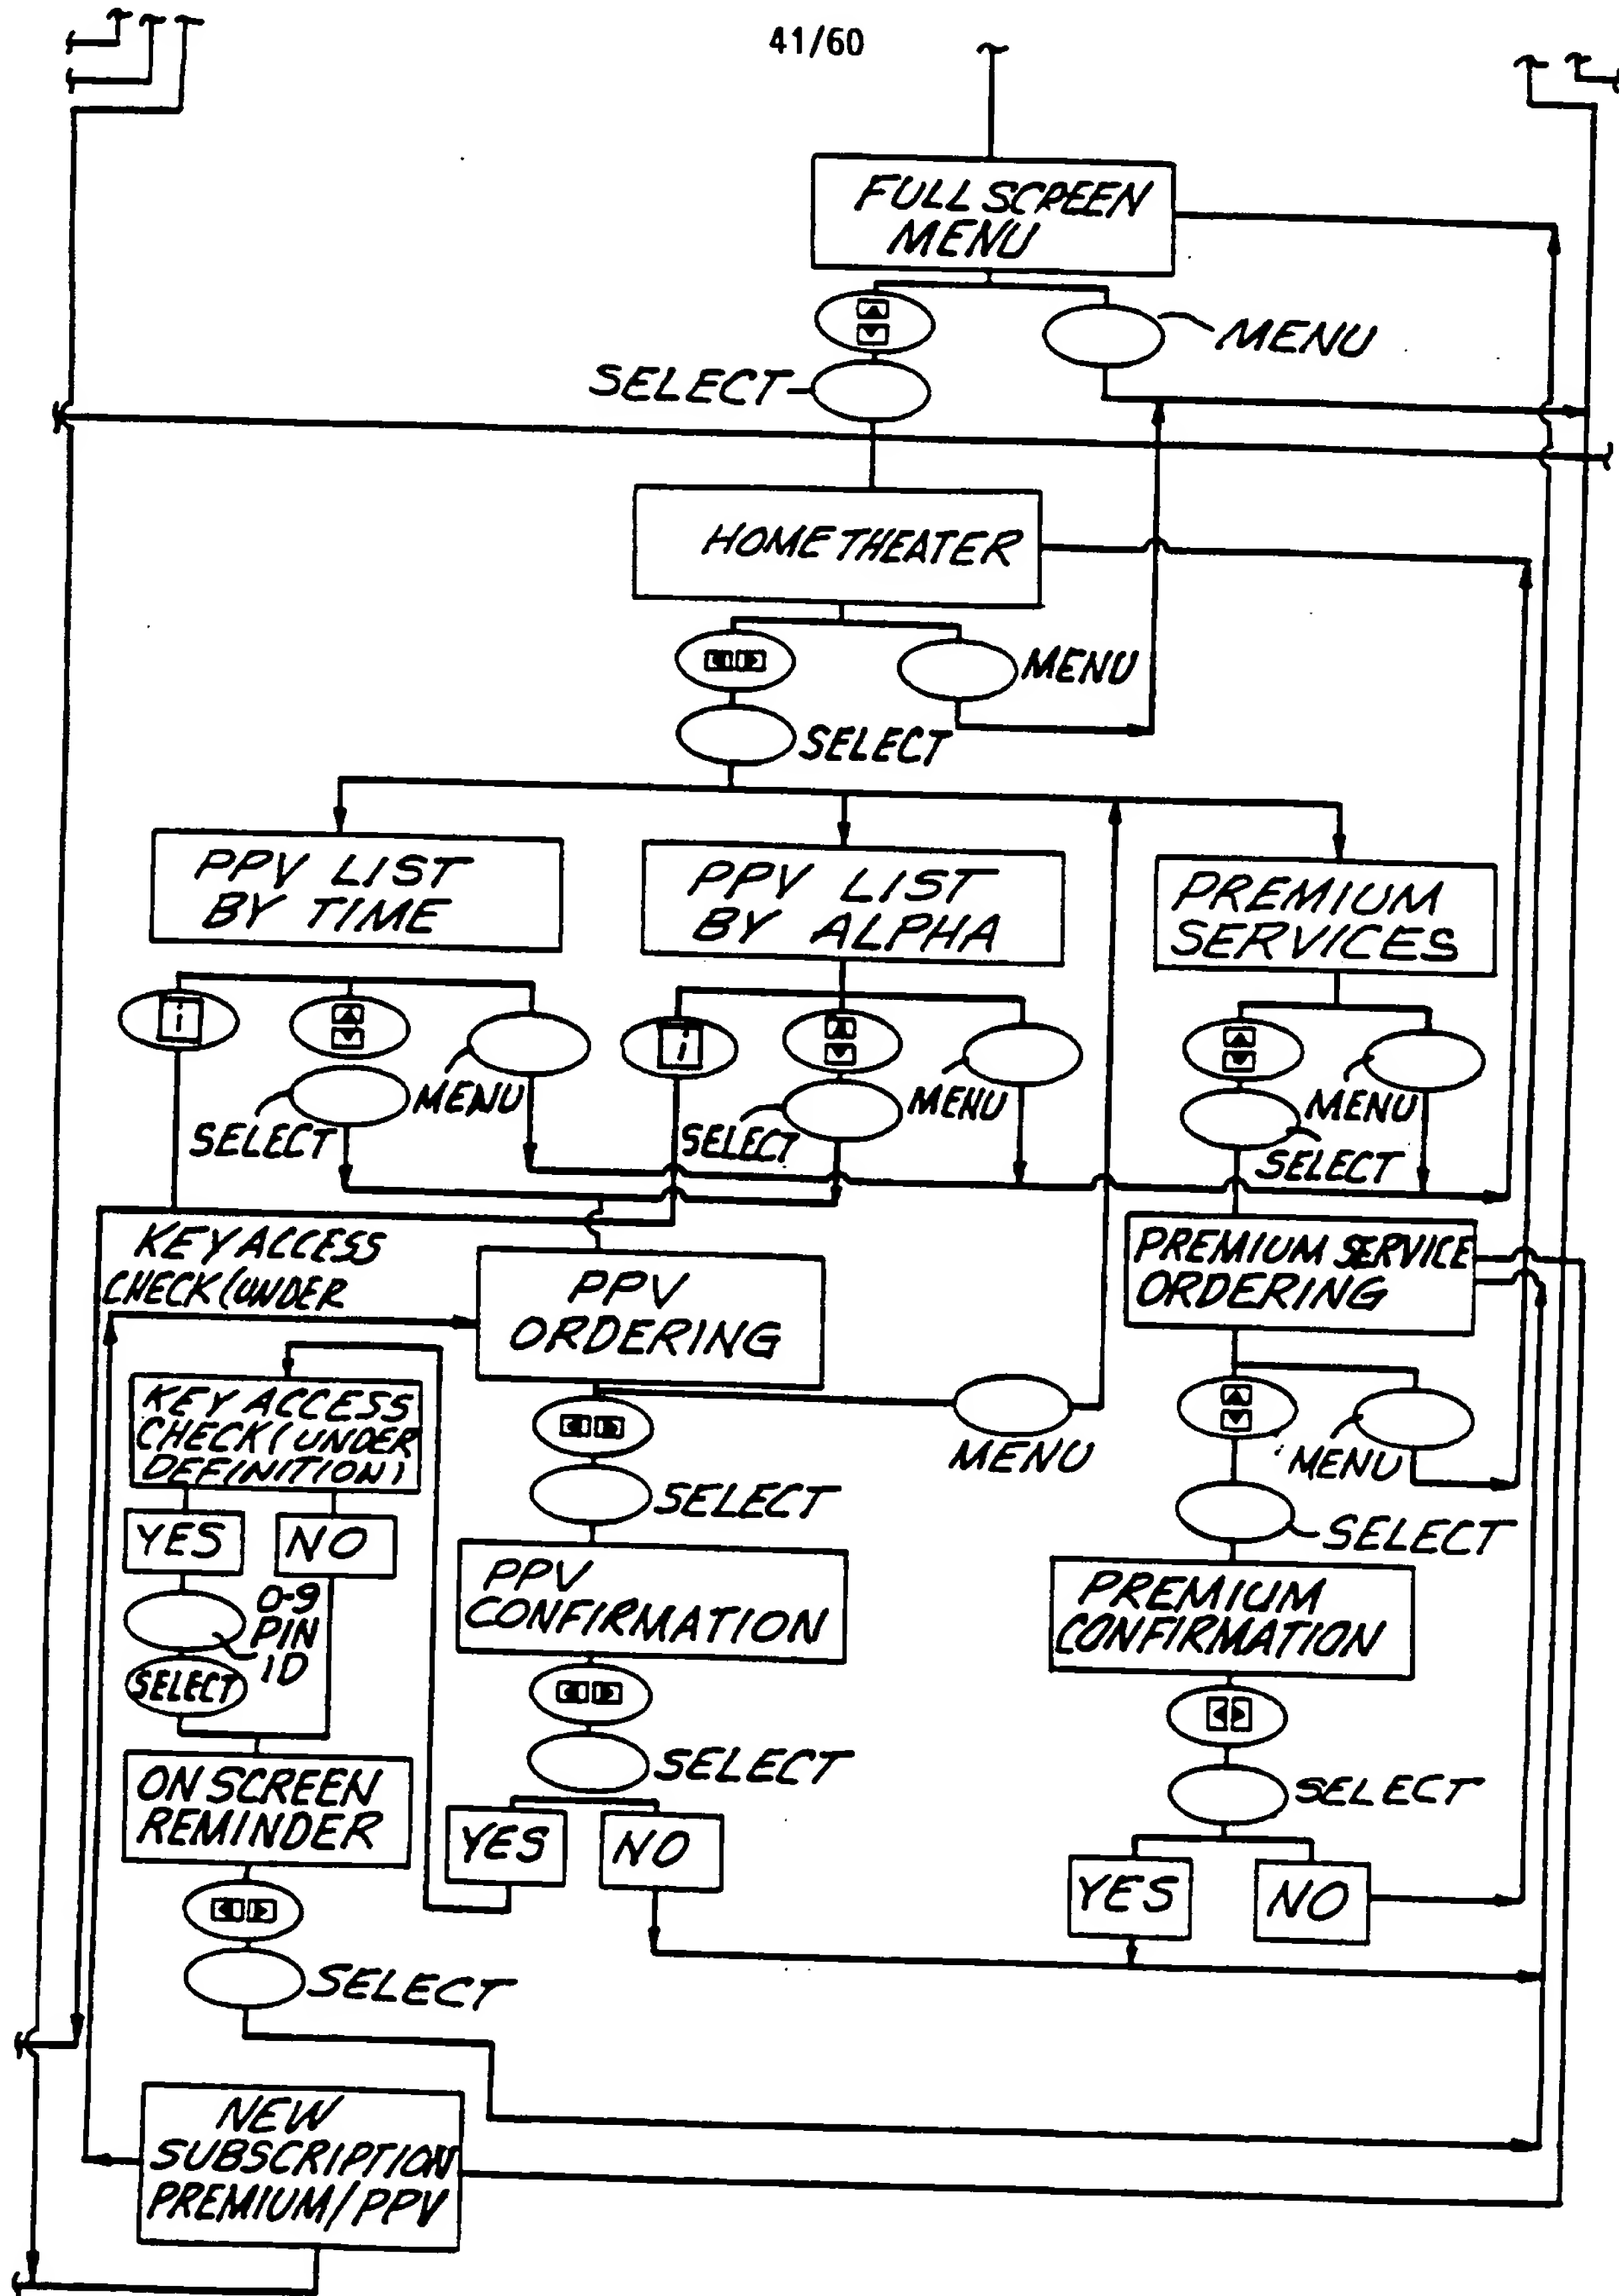 41/60
FULL SCREEN
MENU
MENU
SELECT
HOME THEATER
MENU
SELECT
PPV LIST
BY TIME
PPV LIST
BY ALPHA
PREMIUM
SERVICES
i
SELECT
MENU
i
SELECT
MENU
MENU
SELECT
KEY ACCESS
CHECK (UNDER
PPV
ORDERING
PREMIUM SERVICE
ORDERING
KEY ACCESS
CHECK (UNDER
DEFINITION)
MENU
MENU
SELECT
SELECT
YES
NO
0-9
PIN
ID
SELECT
PPV
CONFIRMATION
PREMIUM
CONFIRMATION
SELECT
SELECT
ON SCREEN
REMINDER
YES
NO
YES
NO
SELECT
NEW
SUBSCRIPTION
PREMIUM/PPV